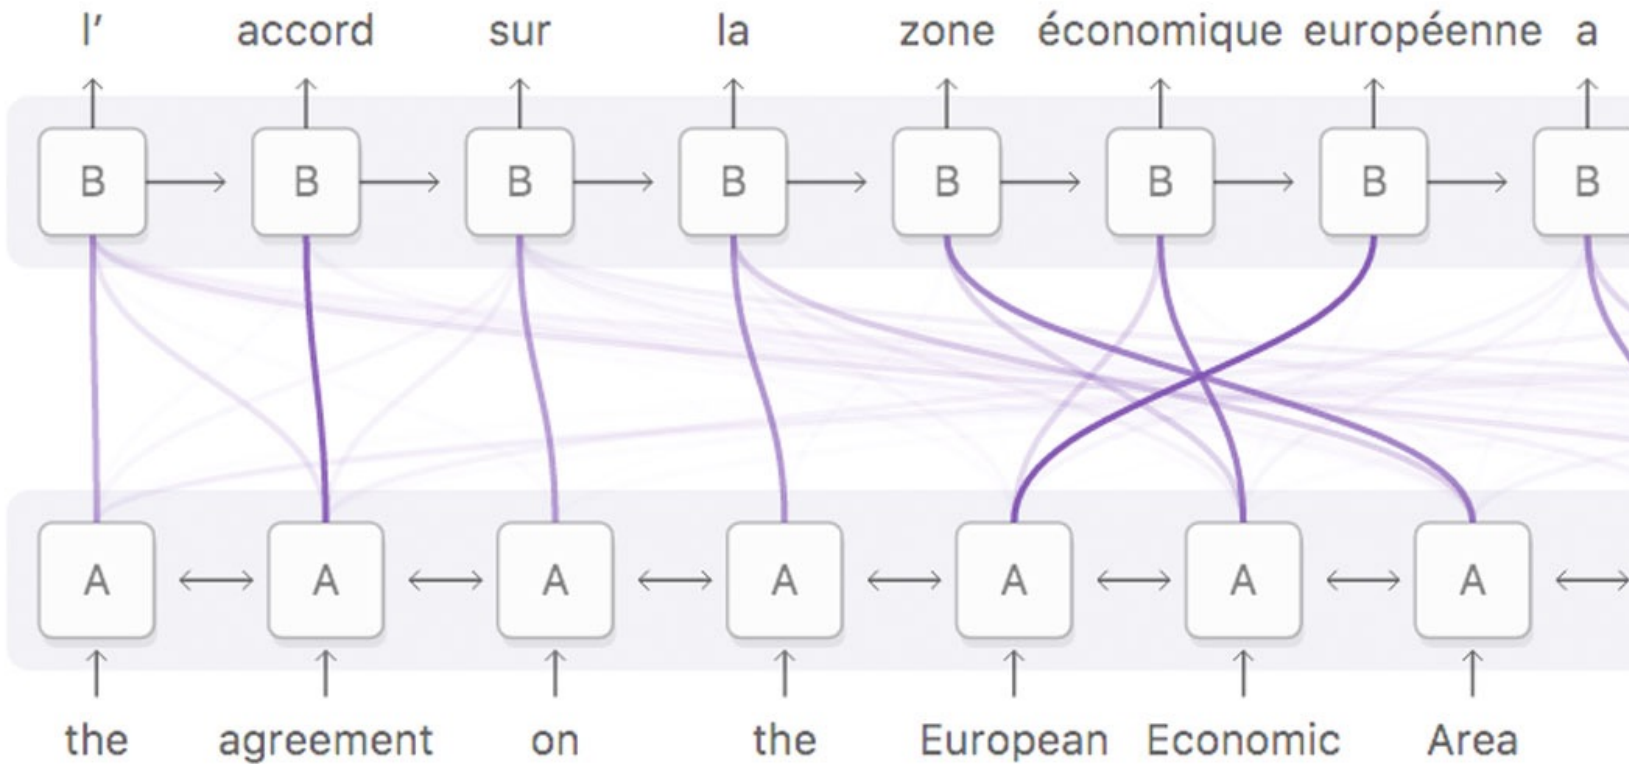 l’ accord sur la zone économique européenne a
B B B B B B B B
A A A A A A A
the agreement on the European Economic Area